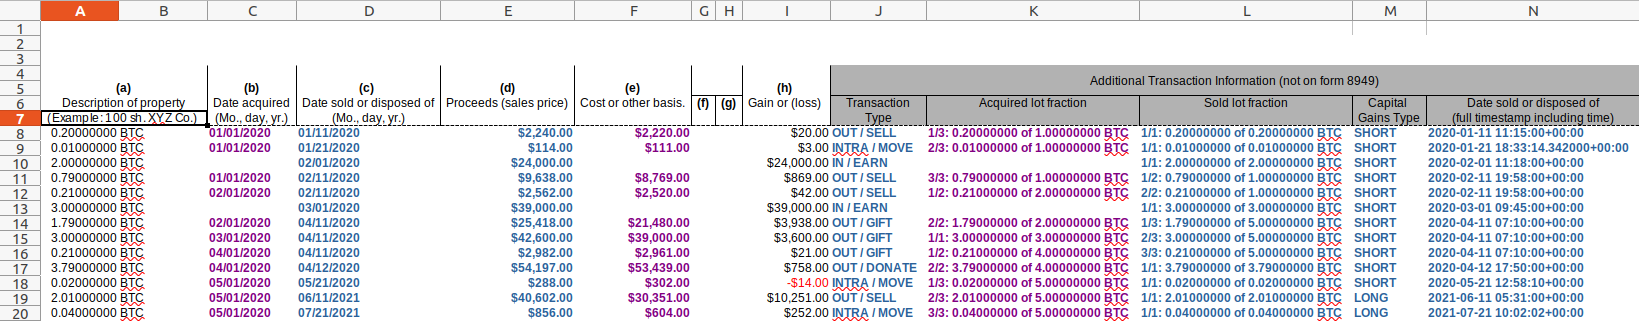 A B C D E F G H I J K L M N
1
2
3
4 (a) (b) (c) (d) (e) (h) Additional Transaction Information (not on form 8949)
5
6 Description of property Date acquired Date sold or disposed of Proceeds (sales price) Cost or other basis. (f) (g) Gain or (loss) Transaction Acquired lot fraction Sold lot fraction Capital Date sold or disposed of
7 (Example: 100 sh. XYZ Co.) (Mo., day, yr.) (Mo., day, yr.) Type Gains Type (full timestamp including time)
8 0.20000000 BTC 01/01/2020 01/11/2020 $2,240.00 $2,220.00 $20.00 OUT / SELL 1/3: 0.20000000 of 1.00000000 BTC 1/1: 0.20000000 of 0.20000000 BTC SHORT 2020-01-11 11:15:00+00:00
9 0.01000000 BTC 01/01/2020 01/21/2020 $114.00 $111.00 $3.00 INTRA / MOVE 2/3: 0.01000000 of 1.00000000 BTC 1/1: 0.01000000 of 0.01000000 BTC SHORT 2020-01-21 18:33:14.342000+00:00
10 2.00000000 BTC 02/01/2020 $24,000.00 $24,000.00 IN / EARN 1/1: 2.00000000 of 2.00000000 BTC SHORT 2020-02-01 11:18:00+00:00
11 0.79000000 BTC 01/01/2020 02/11/2020 $9,638.00 $8,769.00 $869.00 OUT / SELL 3/3: 0.79000000 of 1.00000000 BTC 1/2: 0.79000000 of 1.00000000 BTC SHORT 2020-02-11 19:58:00+00:00
12 0.21000000 BTC 02/01/2020 02/11/2020 $2,562.00 $2,520.00 $42.00 OUT / SELL 1/2: 0.21000000 of 2.00000000 BTC 2/2: 0.21000000 of 1.00000000 BTC SHORT 2020-02-11 19:58:00+00:00
13 3.00000000 BTC 03/01/2020 $39,000.00 $39,000.00 IN / EARN 1/1: 3.00000000 of 3.00000000 BTC SHORT 2020-03-01 09:45:00+00:00
14 1.79000000 BTC 02/01/2020 04/11/2020 $25,418.00 $21,480.00 $3,938.00 OUT / GIFT 2/2: 1.79000000 of 2.00000000 BTC 1/3: 1.79000000 of 5.00000000 BTC SHORT 2020-04-11 07:10:00+00:00
15 3.00000000 BTC 03/01/2020 04/11/2020 $42,600.00 $39,000.00 $3,600.00 OUT / GIFT 1/1: 3.00000000 of 3.00000000 BTC 2/3: 3.00000000 of 5.00000000 BTC SHORT 2020-04-11 07:10:00+00:00
16 0.21000000 BTC 04/01/2020 04/11/2020 $2,982.00 $2,961.00 $21.00 OUT / GIFT 1/2: 0.21000000 of 4.00000000 BTC 3/3: 0.21000000 of 5.00000000 BTC SHORT 2020-04-11 07:10:00+00:00
17 3.79000000 BTC 04/01/2020 04/12/2020 $54,197.00 $53,439.00 $758.00 OUT / DONATE 2/2: 3.79000000 of 4.00000000 BTC 1/1: 3.79000000 of 3.79000000 BTC SHORT 2020-04-12 17:50:00+00:00
18 0.02000000 BTC 05/01/2020 05/21/2020 $288.00 $302.00 -$14.00 INTRA / MOVE 1/3: 0.02000000 of 5.00000000 BTC 1/1: 0.02000000 of 0.02000000 BTC SHORT 2020-05-21 12:58:10+00:00
19 2.01000000 BTC 05/01/2020 06/11/2021 $40,602.00 $30,351.00 $10,251.00 OUT / SELL 2/3: 2.01000000 of 5.00000000 BTC 1/1: 2.01000000 of 2.01000000 BTC LONG 2021-06-11 05:31:00+00:00
20 0.04000000 BTC 05/01/2020 07/21/2021 $856.00 $604.00 $252.00 INTRA / MOVE 3/3: 0.04000000 of 5.00000000 BTC 1/1: 0.04000000 of 0.04000000 BTC LONG 2021-07-21 10:02:02+00:00